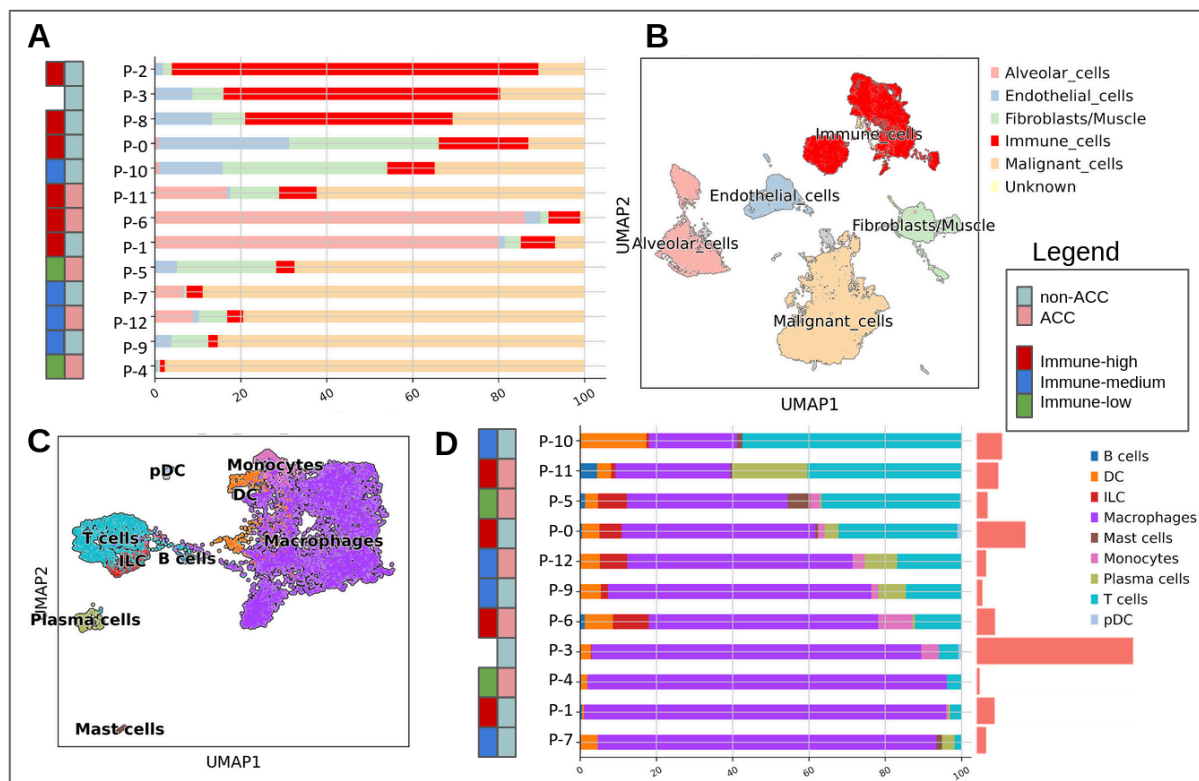 A
P-2
P-3
P-8
P-0
P-10
P-11
P-6
P-1
P-5
P-7
P-12
P-9
P-4
0 20 40 60 80 100
B
Immune_cells
Endothelial_cells
Fibroblasts/Muscle
Alveolar_cells
Malignant_cells
UMAP2
UMAP1
Alveolar_cells
Endothelial_cells
Fibroblasts/Muscle
Immune_cells
Malignant_cells
Unknown
Legend
non-ACC
ACC
Immune-high
Immune-medium
Immune-low
C
pDC
Monocytes
DC
T cells
Macrophages
ILC
B cells
Plasma cells
Mast cells
UMAP2
UMAP1
D
P-10
P-11
P-5
P-0
P-12
P-9
P-6
P-3
P-4
P-1
P-7
0 20 40 60 80 100
B cells
DC
ILC
Macrophages
Mast cells
Monocytes
Plasma cells
T cells
pDC